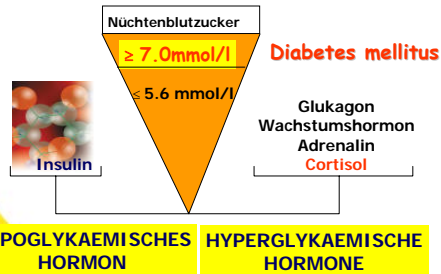 Nüchtenblutzucker
≥ 7.0mmol/l
Diabetes mellitus
≤ 5.6 mmol/l
Insulin
Glukagon
Wachstumshormon
Adrenalin
Cortisol
POGLYKAEMISCHES
HORMON
HYPERGLYKAEMISCHE
HORMONE